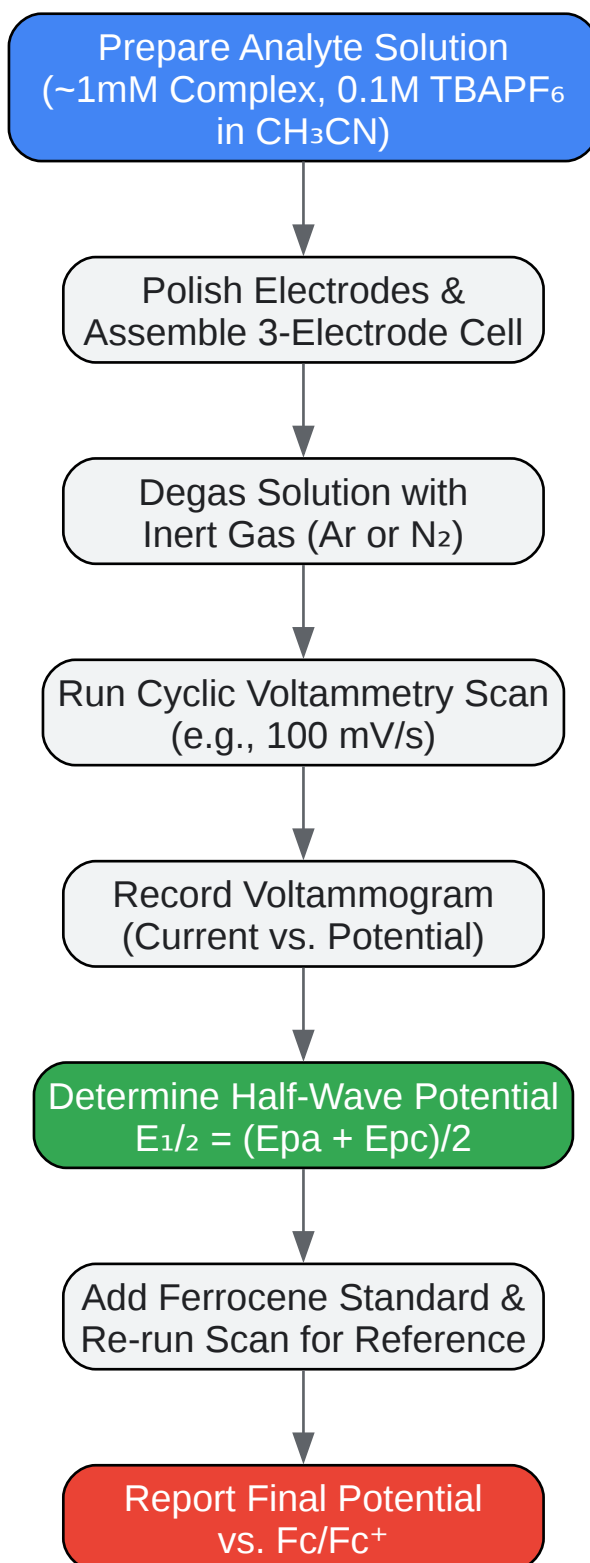 Prepare Analyte Solution
(~1mM Complex, 0.1M TBAPF₆
in CH₃CN)
Polish Electrodes &
Assemble 3-Electrode Cell
Degas Solution with
Inert Gas (Ar or N₂)
Run Cyclic Voltammetry Scan
(e.g., 100 mV/s)
Record Voltammogram
(Current vs. Potential)
Determine Half-Wave Potential
E₁/₂ = (Epa + Epc)/2
Add Ferrocene Standard &
Re-run Scan for Reference
Report Final Potential
vs. Fc/Fc⁺